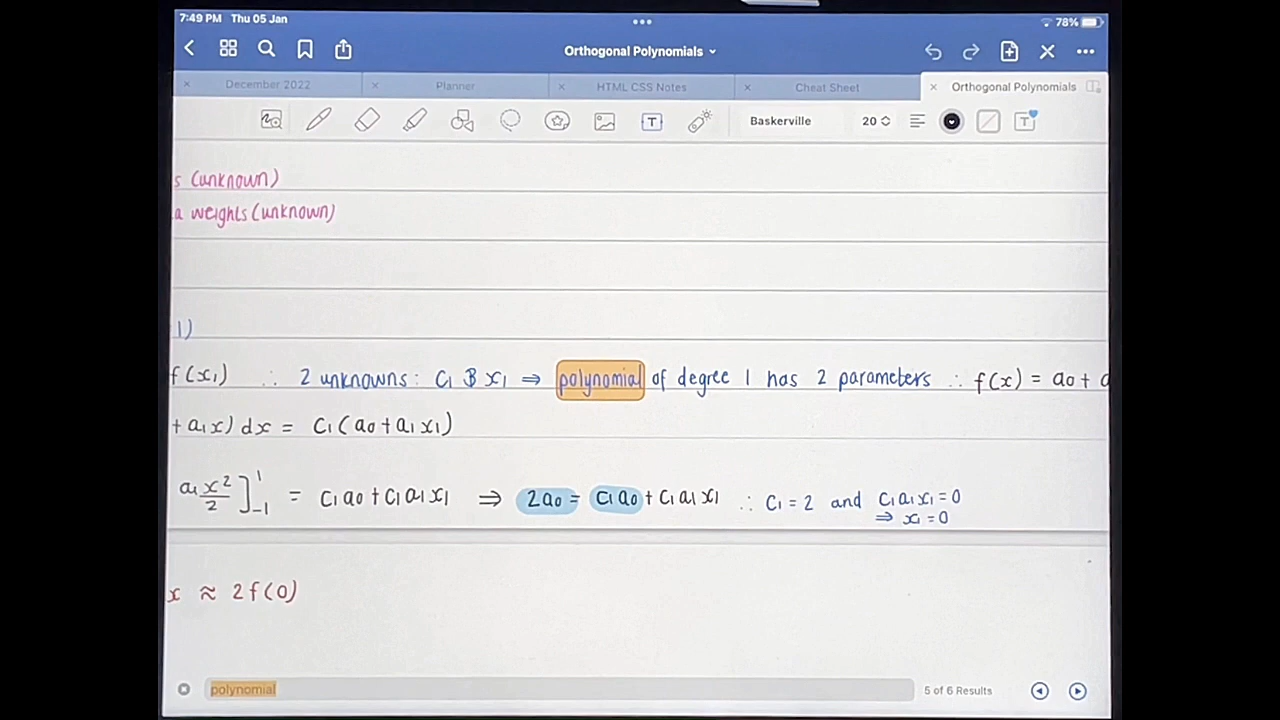 7:49 PM Thu 05 Jan
78%
Orthogonal Polynomials
December 2022
Planner
HTML CSS Notes
Cheat Sheet
Orthogonal Polynomials
Baskerville
20
s (unknown)
a weights (unknown)
1)
f(x₁) ∴ 2 unknowns: C₁ & x₁ ⇒ polynomial of degree 1 has 2 parameters ∴ f(x) = a₀ + a
+ a₁x) dx = C₁(a₀ + a₁x₁)
a₁x²/2]₋₁¹ = C₁a₀ + C₁a₁x₁ ⇒ 2a₀ = C₁a₀ + C₁a₁x₁ ∴ C₁ = 2 and C₁a₁x₁ = 0
⇒ x₁ = 0
x ≈ 2f(0)
polynomial
5 of 6 Results